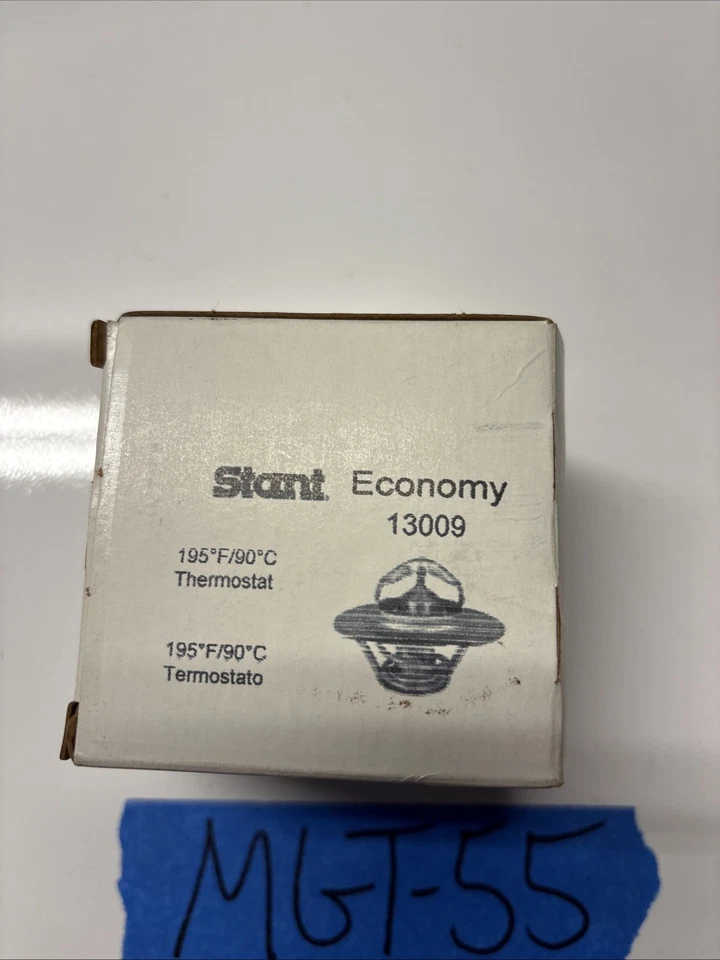 Stant® Economy
13009
195°F/90°C
Thermostat
195°F/90°C
Termostato
MGT-55